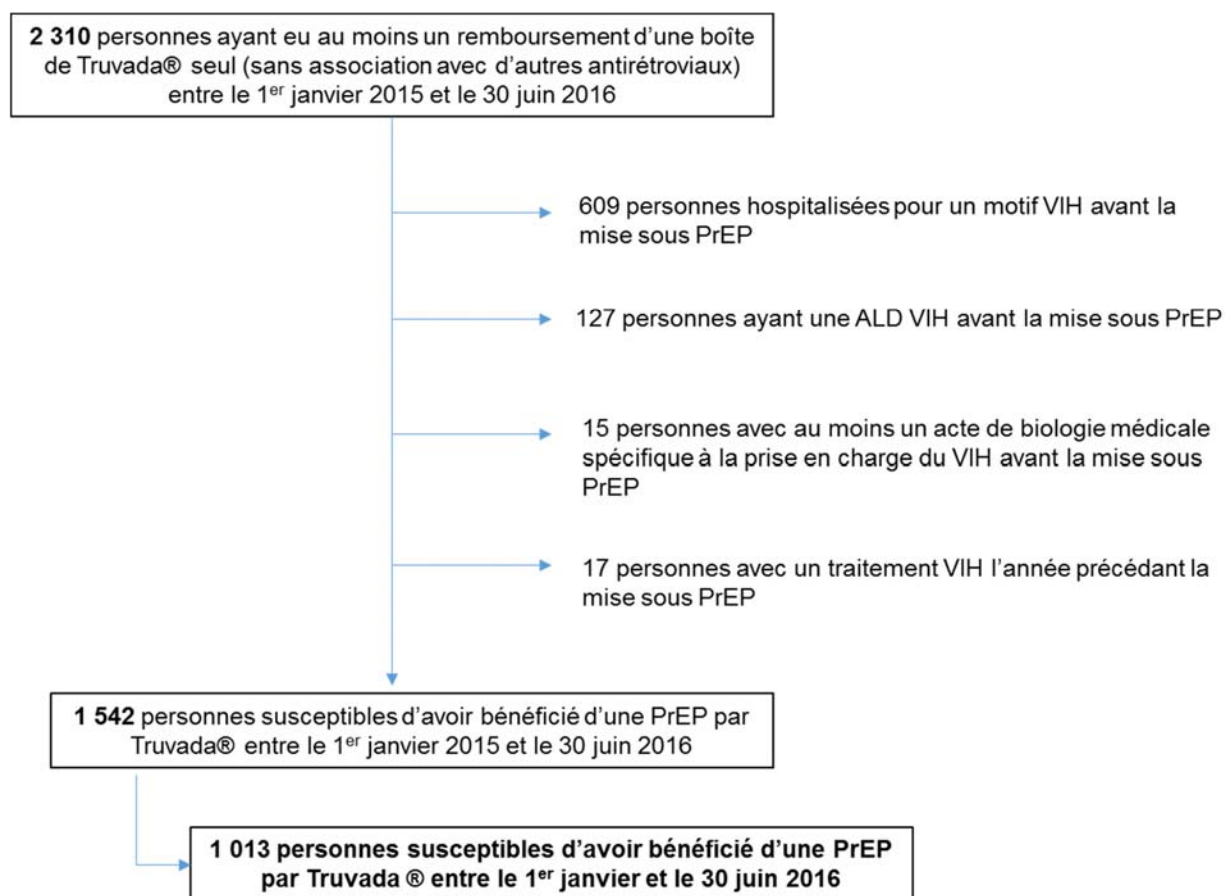 2 310 personnes ayant eu au moins un remboursement d'une boîte
de Truvada® seul (sans association avec d'autres antirétroviaux)
entre le 1er janvier 2015 et le 30 juin 2016
609 personnes hospitalisées pour un motif VIH avant la
mise sous PrEP
127 personnes ayant une ALD VIH avant la mise sous PrEP
15 personnes avec au moins un acte de biologie médicale
spécifique à la prise en charge du VIH avant la mise sous
PrEP
17 personnes avec un traitement VIH l'année précédant la
mise sous PrEP
1 542 personnes susceptibles d'avoir bénéficié d'une PrEP par
Truvada® entre le 1er janvier 2015 et le 30 juin 2016
1 013 personnes susceptibles d'avoir bénéficié d'une PrEP
par Truvada ® entre le 1er janvier et le 30 juin 2016